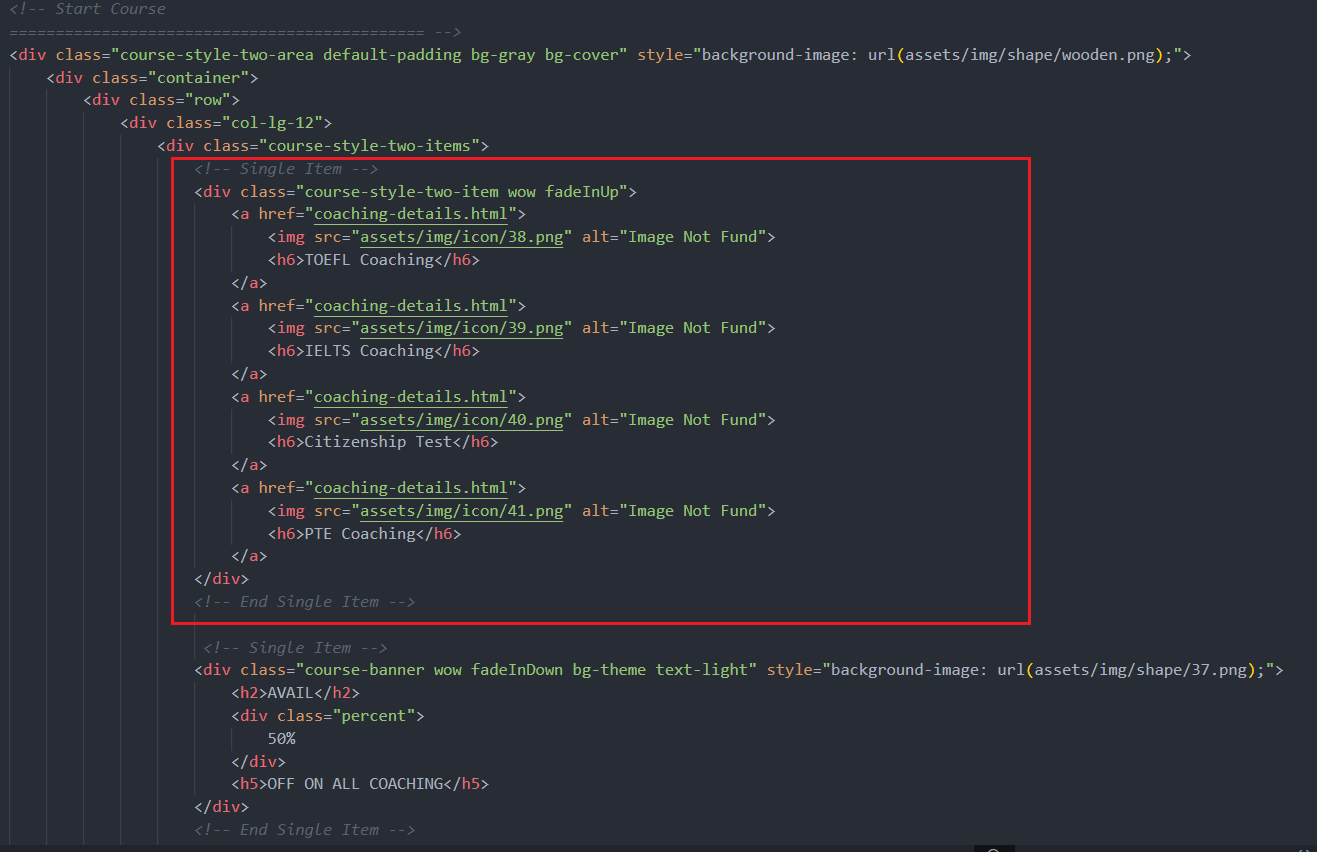 <!-- Start Course
============================================= -->
<div class="course-style-two-area default-padding bg-gray bg-cover" style="background-image: url(assets/img/shape/wooden.png);">
<div class="container">
<div class="row">
<div class="col-lg-12">
<div class="course-style-two-items">
<!-- Single Item -->
<div class="course-style-two-item wow fadeInUp">
<a href="coaching-details.html">
<img src="assets/img/icon/38.png" alt="Image Not Fund">
<h6>TOEFL Coaching</h6>
</a>
<a href="coaching-details.html">
<img src="assets/img/icon/39.png" alt="Image Not Fund">
<h6>IELTS Coaching</h6>
</a>
<a href="coaching-details.html">
<img src="assets/img/icon/40.png" alt="Image Not Fund">
<h6>Citizenship Test</h6>
</a>
<a href="coaching-details.html">
<img src="assets/img/icon/41.png" alt="Image Not Fund">
<h6>PTE Coaching</h6>
</a>
</div>
<!-- End Single Item -->
<!-- Single Item -->
<div class="course-banner wow fadeInDown bg-theme text-light" style="background-image: url(assets/img/shape/37.png);">
<h2>AVAIL</h2>
<div class="percent">
50%
</div>
<h5>OFF ON ALL COACHING</h5>
</div>
<!-- End Single Item -->